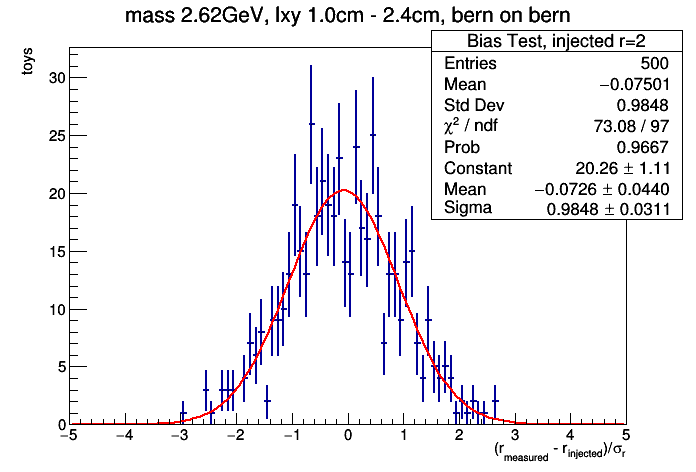 mass 2.62GeV, lxy 1.0cm - 2.4cm, bern on bern
toys
Bias Test, injected r=2
Entries 500
Mean −0.07501
Std Dev 0.9848
χ² / ndf 73.08 / 97
Prob 0.9667
Constant 20.26 ± 1.11
Mean −0.0726 ± 0.0440
Sigma 0.9848 ± 0.0311
30
25
20
15
10
5
0
−5 −4 −3 −2 −1 0 1 2 3 4 5
(r_measured - r_injected)/σ_r